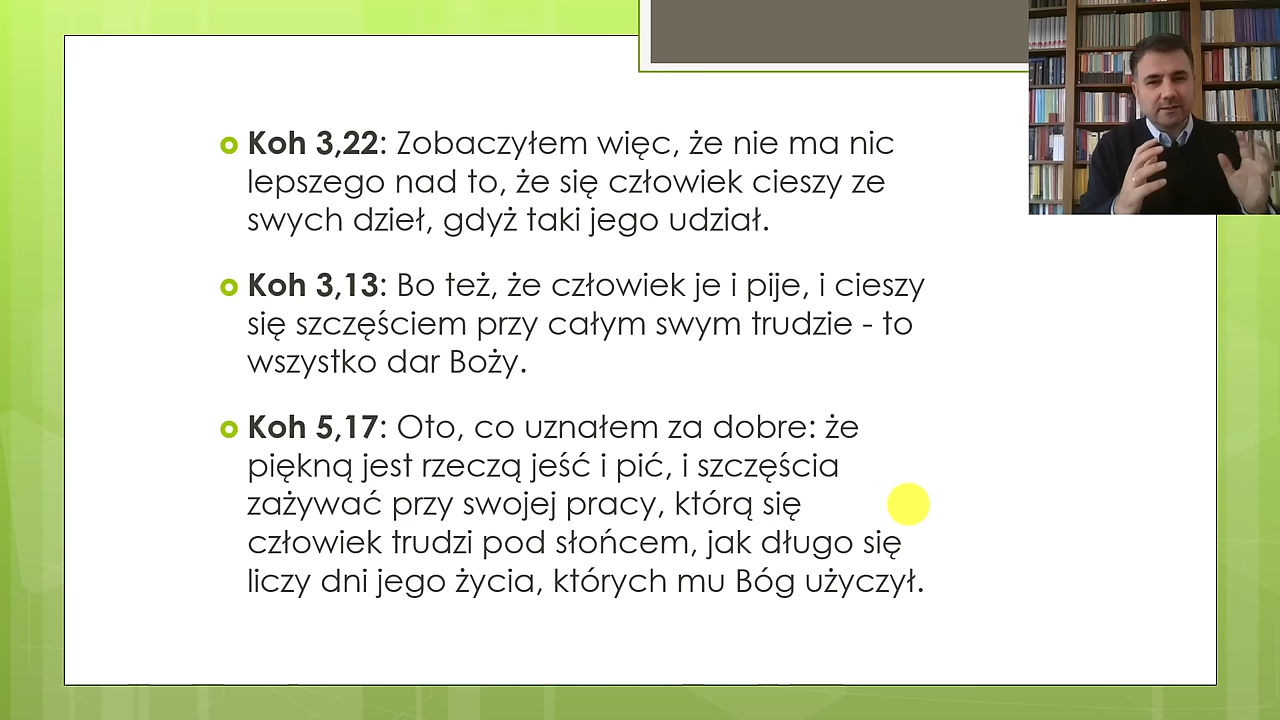 Koh 3,22: Zobaczyłem więc, że nie ma nic
lepszego nad to, że się człowiek cieszy ze
swych dzieł, gdyż taki jego udział.
Koh 3,13: Bo też, że człowiek je i pije, i cieszy
się szczęściem przy całym swym trudzie - to
wszystko dar Boży.
Koh 5,17: Oto, co uznałem za dobre: że
piękną jest rzeczą jeść i pić, i szczęścia
zażywać przy swojej pracy, którą się
człowiek trudzi pod słońcem, jak długo się
liczy dni jego życia, których mu Bóg użyczył.